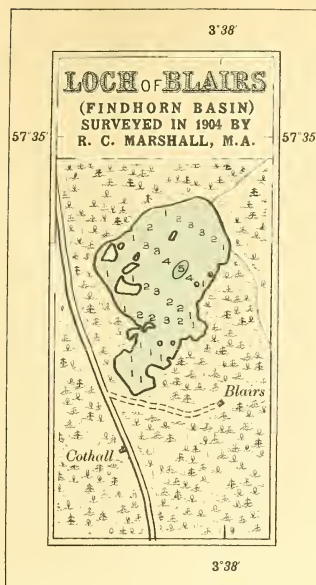 3°38'
LOCH OF BLAIRS
(FINDHORN BASIN)
SURVEYED IN 1904 BY
57°35' R. C. MARSHALL, M.A. 57°35'
Blairs
Cothall
3°38'